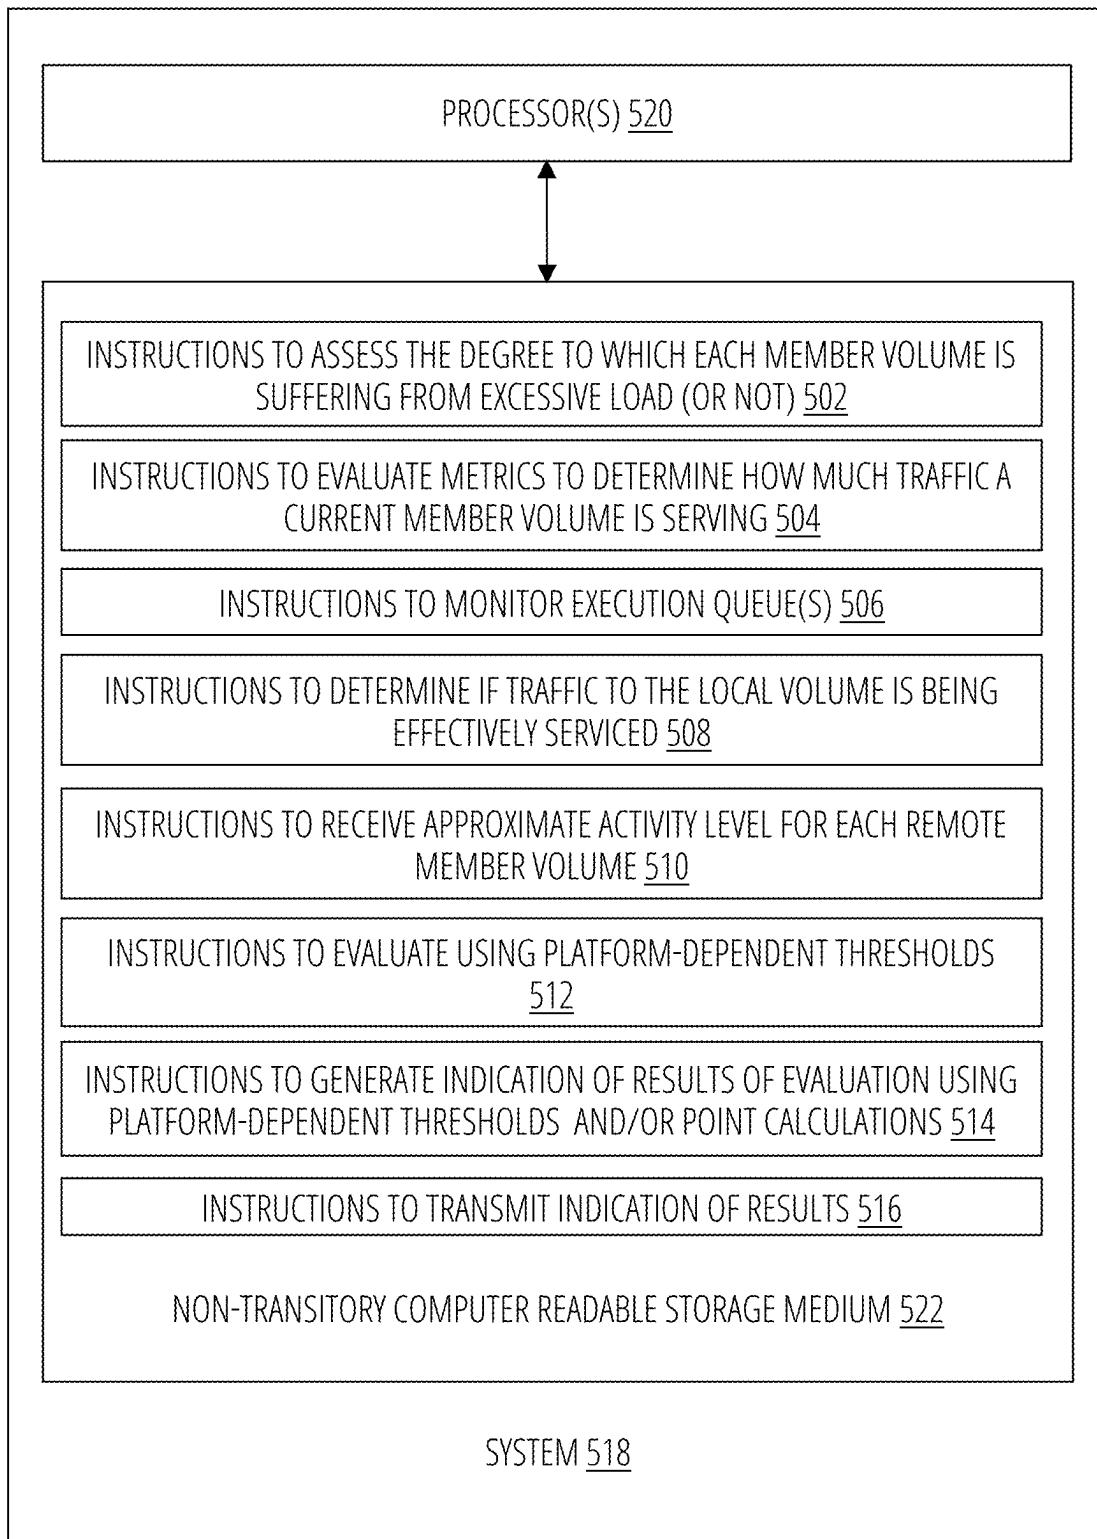 PROCESSOR(S) 520
INSTRUCTIONS TO ASSESS THE DEGREE TO WHICH EACH MEMBER VOLUME IS
SUFFERING FROM EXCESSIVE LOAD (OR NOT) 502
INSTRUCTIONS TO EVALUATE METRICS TO DETERMINE HOW MUCH TRAFFIC A
CURRENT MEMBER VOLUME IS SERVING 504
INSTRUCTIONS TO MONITOR EXECUTION QUEUE(S) 506
INSTRUCTIONS TO DETERMINE IF TRAFFIC TO THE LOCAL VOLUME IS BEING
EFFECTIVELY SERVICED 508
INSTRUCTIONS TO RECEIVE APPROXIMATE ACTIVITY LEVEL FOR EACH REMOTE
MEMBER VOLUME 510
INSTRUCTIONS TO EVALUATE USING PLATFORM-DEPENDENT THRESHOLDS
512
INSTRUCTIONS TO GENERATE INDICATION OF RESULTS OF EVALUATION USING
PLATFORM-DEPENDENT THRESHOLDS AND/OR POINT CALCULATIONS 514
INSTRUCTIONS TO TRANSMIT INDICATION OF RESULTS 516
NON-TRANSITORY COMPUTER READABLE STORAGE MEDIUM 522
SYSTEM 518